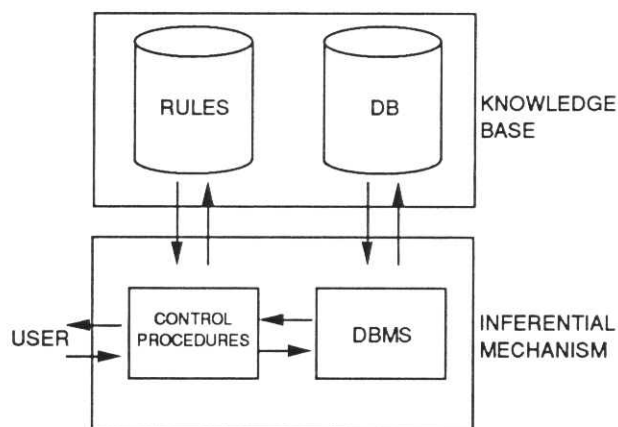 RULES
DB
KNOWLEDGE
BASE
USER
CONTROL
PROCEDURES
DBMS
INFERENTIAL
MECHANISM